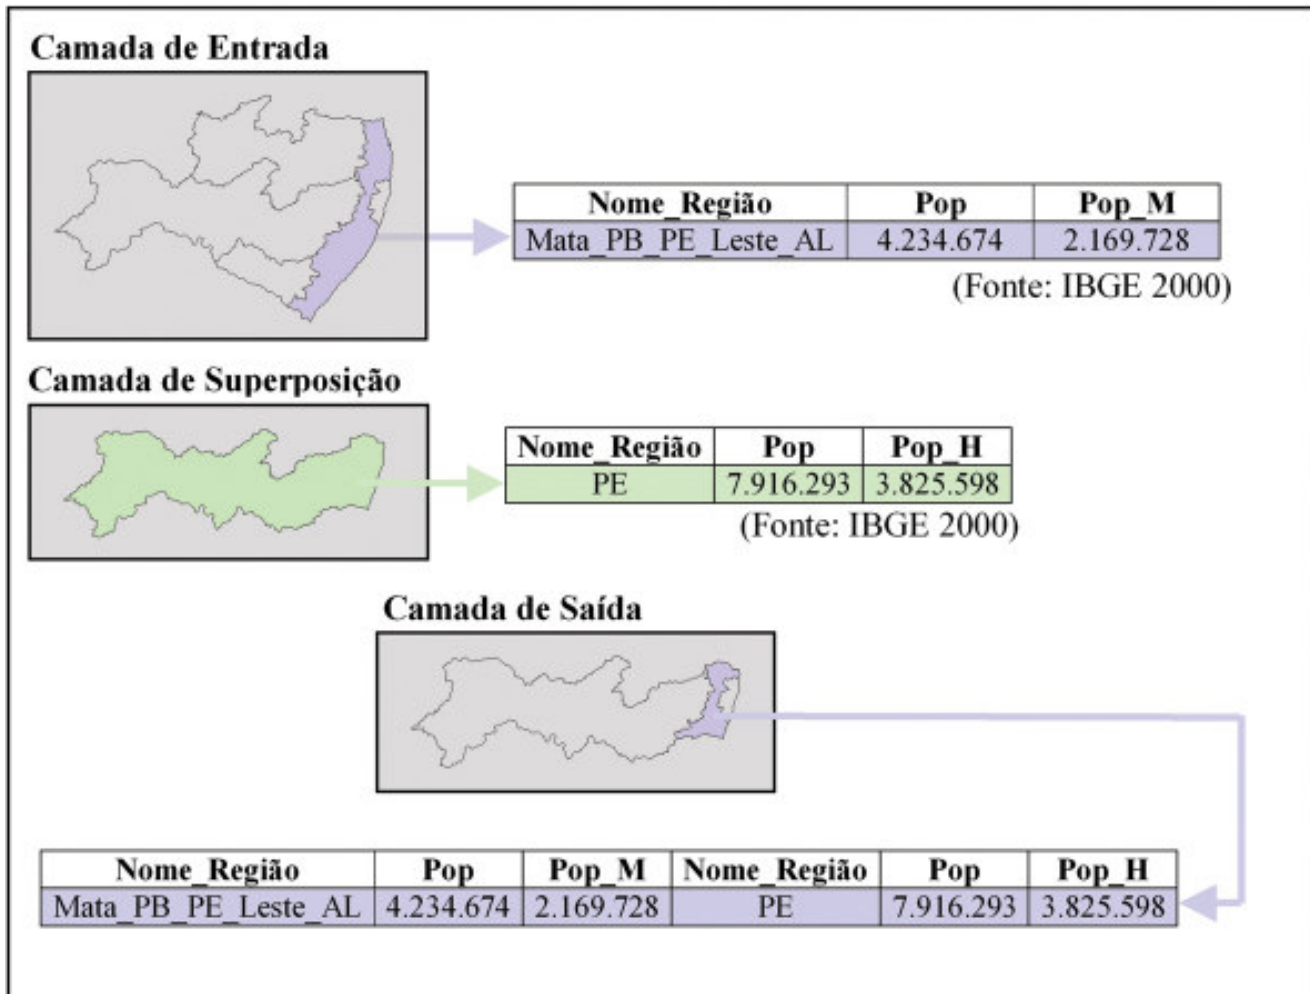 Camada de Entrada
Nome_Região Pop Pop_M
Mata_PB_PE_Leste_AL 4.234.674 2.169.728
(Fonte: IBGE 2000)
Camada de Superposição
Nome_Região Pop Pop_H
PE 7.916.293 3.825.598
(Fonte: IBGE 2000)
Camada de Saída
Nome_Região Pop Pop_M Nome_Região Pop Pop_H
Mata_PB_PE_Leste_AL 4.234.674 2.169.728 PE 7.916.293 3.825.598